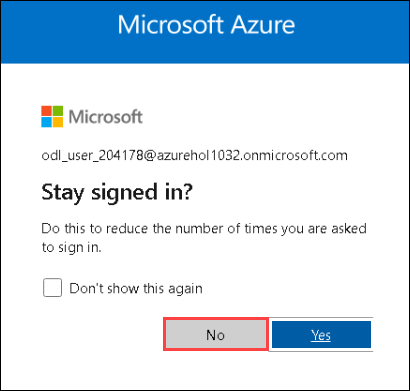 Microsoft Azure
Microsoft
odl_user_204178@azurehol1032.onmicrosoft.com
Stay signed in?
Do this to reduce the number of times you are asked
to sign in.
Don't show this again
No
Yes